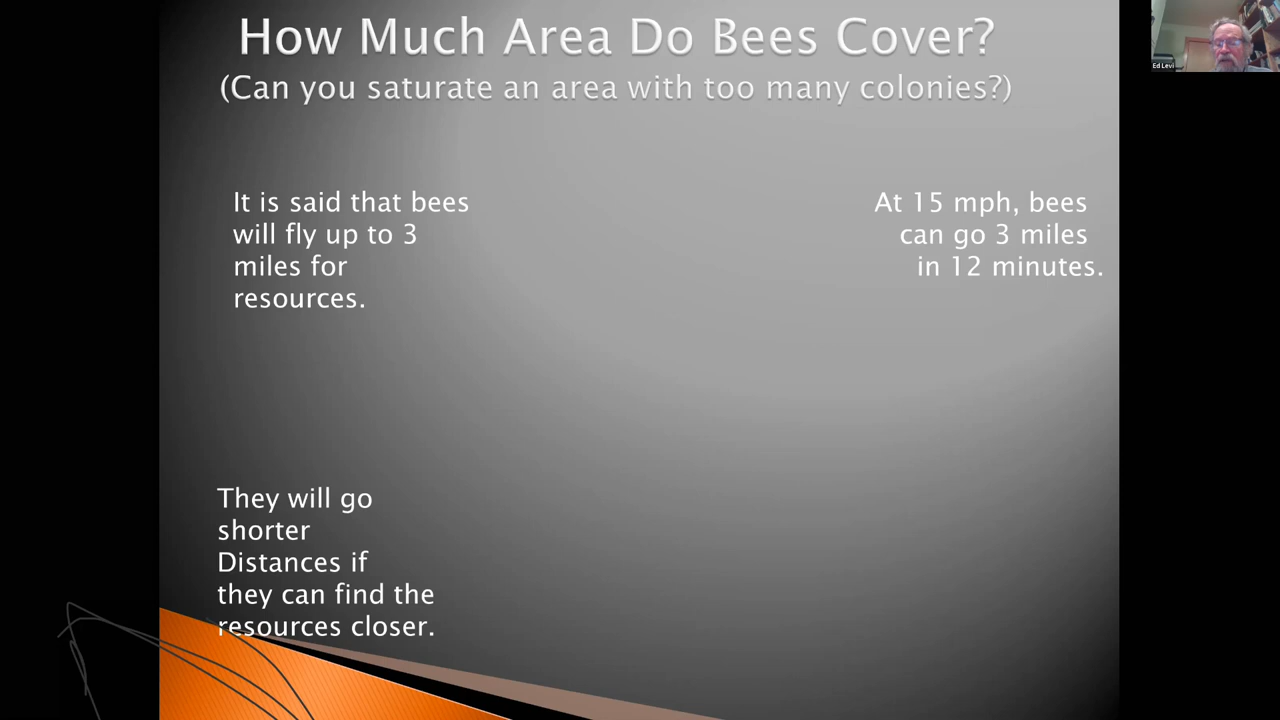 How Much Area Do Bees Cover?
(Can you saturate an area with too many colonies?)
It is said that bees
will fly up to 3
miles for
resources.
At 15 mph, bees
can go 3 miles
in 12 minutes.
They will go
shorter
Distances if
they can find the
resources closer.
Ed Levi